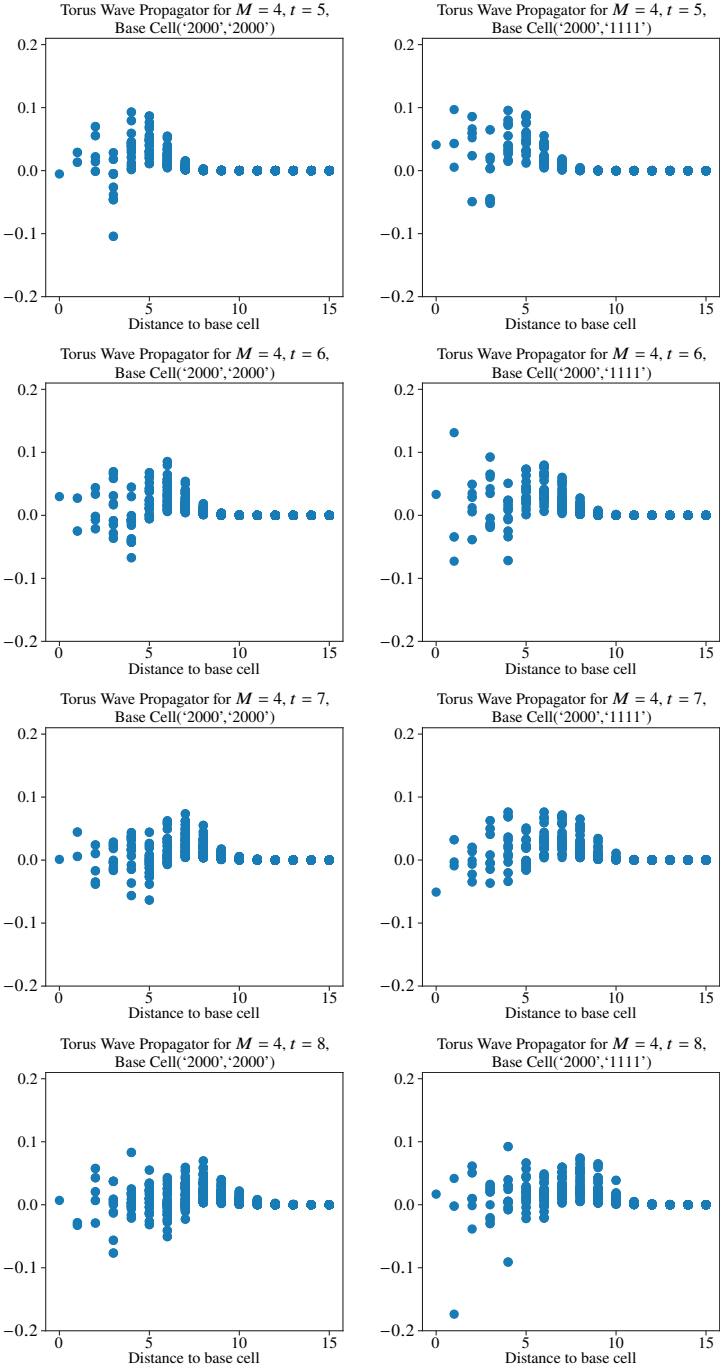 Torus Wave Propagator for M = 4, t = 5,
Base Cell(‘2000’,‘2000’)
0.2
0.1
0.0
−0.1
−0.2
0 5 10 15
Distance to base cell
Torus Wave Propagator for M = 4, t = 5,
Base Cell(‘2000’,‘1111’)
0.2
0.1
0.0
−0.1
−0.2
0 5 10 15
Distance to base cell
Torus Wave Propagator for M = 4, t = 6,
Base Cell(‘2000’,‘2000’)
0.2
0.1
0.0
−0.1
−0.2
0 5 10 15
Distance to base cell
Torus Wave Propagator for M = 4, t = 6,
Base Cell(‘2000’,‘1111’)
0.2
0.1
0.0
−0.1
−0.2
0 5 10 15
Distance to base cell
Torus Wave Propagator for M = 4, t = 7,
Base Cell(‘2000’,‘2000’)
0.2
0.1
0.0
−0.1
−0.2
0 5 10 15
Distance to base cell
Torus Wave Propagator for M = 4, t = 7,
Base Cell(‘2000’,‘1111’)
0.2
0.1
0.0
−0.1
−0.2
0 5 10 15
Distance to base cell
Torus Wave Propagator for M = 4, t = 8,
Base Cell(‘2000’,‘2000’)
0.2
0.1
0.0
−0.1
−0.2
0 5 10 15
Distance to base cell
Torus Wave Propagator for M = 4, t = 8,
Base Cell(‘2000’,‘1111’)
0.2
0.1
0.0
−0.1
−0.2
0 5 10 15
Distance to base cell